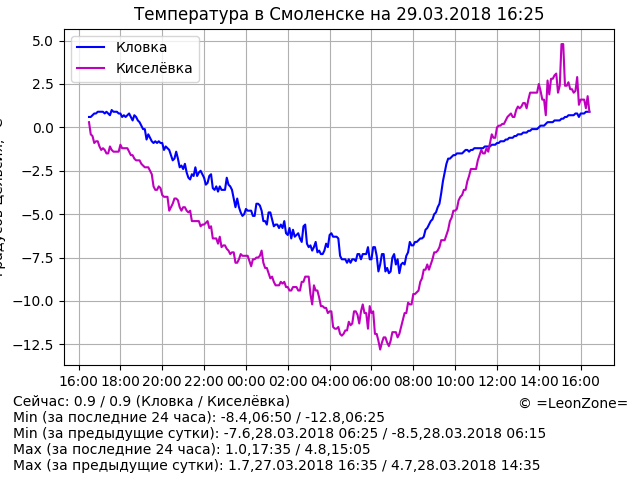 Температура в Смоленске на 29.03.2018 16:25
Кловка
Киселёвка
5.0
2.5
0.0
−2.5
−5.0
−7.5
−10.0
−12.5
16:00 18:00 20:00 22:00 00:00 02:00 04:00 06:00 08:00 10:00 12:00 14:00 16:00
Сейчас: 0.9 / 0.9 (Кловка / Киселёвка)
© =LeonZone=
Min (за последние 24 часа): -8.4,06:50 / -12.8,06:25
Min (за предыдущие сутки): -7.6,28.03.2018 06:25 / -8.5,28.03.2018 06:15
Max (за последние 24 часа): 1.0,17:35 / 4.8,15:05
Max (за предыдущие сутки): 1.7,27.03.2018 16:35 / 4.7,28.03.2018 14:35